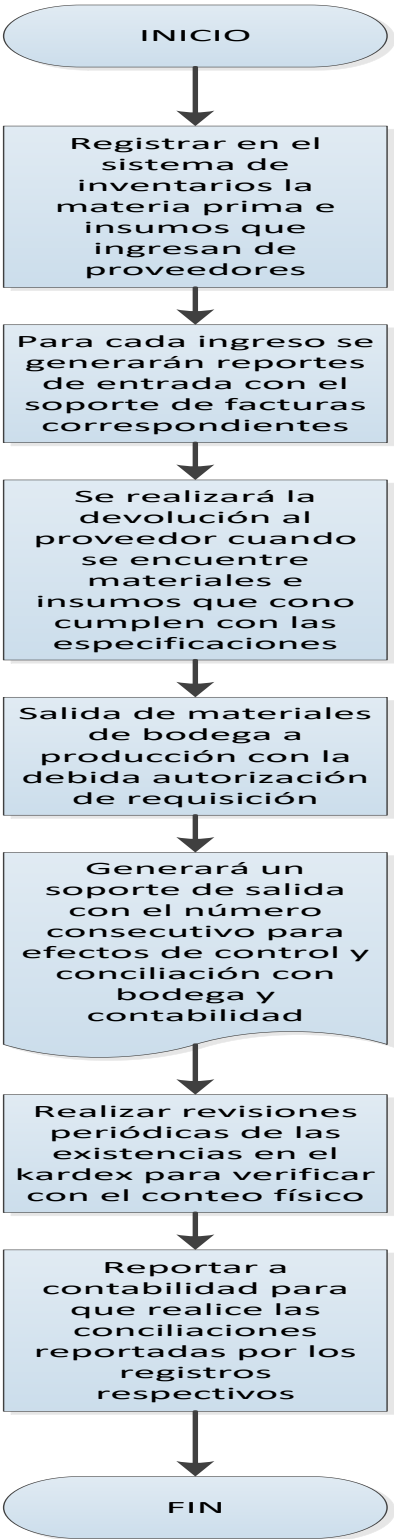 INICIO
Registrar en el
sistema de
inventarios la
materia prima e
insumos que
ingresan de
proveedores
Para cada ingreso se
generarán reportes
de entrada con el
soporte de facturas
correspondientes
Se realizará la
devolución al
proveedor cuando
se encuentre
materiales e
insumos que cono
cumplen con las
especificaciones
Salida de materiales
de bodega a
producción con la
debida autorización
de requisición
Generará un
soporte de salida
con el número
consecutivo para
efectos de control y
conciliación con
bodega y
contabilidad
Realizar revisiones
periódicas de las
existencias en el
kardex para verificar
con el conteo físico
Reportar a
contabilidad para
que realice las
conciliaciones
reportadas por los
registros
respectivos
FIN